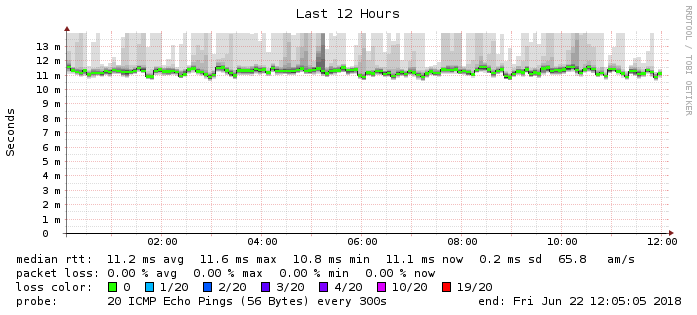 Last 12 Hours
RRDTOOL / TOBI OETIKER
Seconds
13 m
12 m
11 m
10 m
9 m
8 m
7 m
6 m
5 m
4 m
3 m
2 m
1 m
0
02:00 04:00 06:00 08:00 10:00 12:00
median rtt: 11.2 ms avg 11.6 ms max 10.8 ms min 11.1 ms now 0.2 ms sd 65.8 am/s
packet loss: 0.00 % avg 0.00 % max 0.00 % min 0.00 % now
loss color: 0 1/20 2/20 3/20 4/20 10/20 19/20
probe: 20 ICMP Echo Pings (56 Bytes) every 300s end: Fri Jun 22 12:05:05 2018